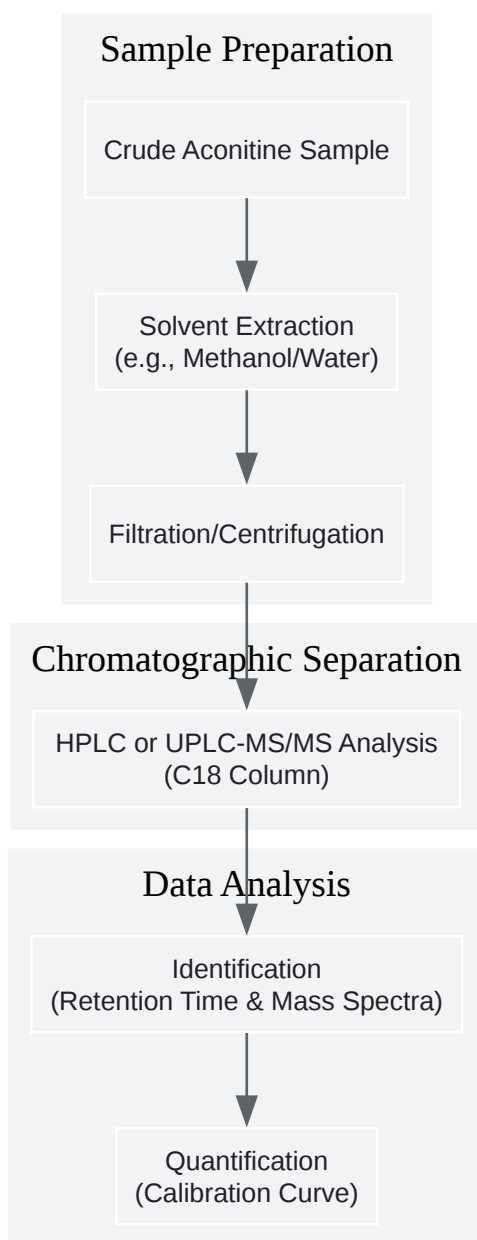 Sample Preparation
Crude Aconitine Sample
Solvent Extraction
(e.g., Methanol/Water)
Filtration/Centrifugation
Chromatographic Separation
HPLC or UPLC-MS/MS Analysis
(C18 Column)
Data Analysis
Identification
(Retention Time & Mass Spectra)
Quantification
(Calibration Curve)